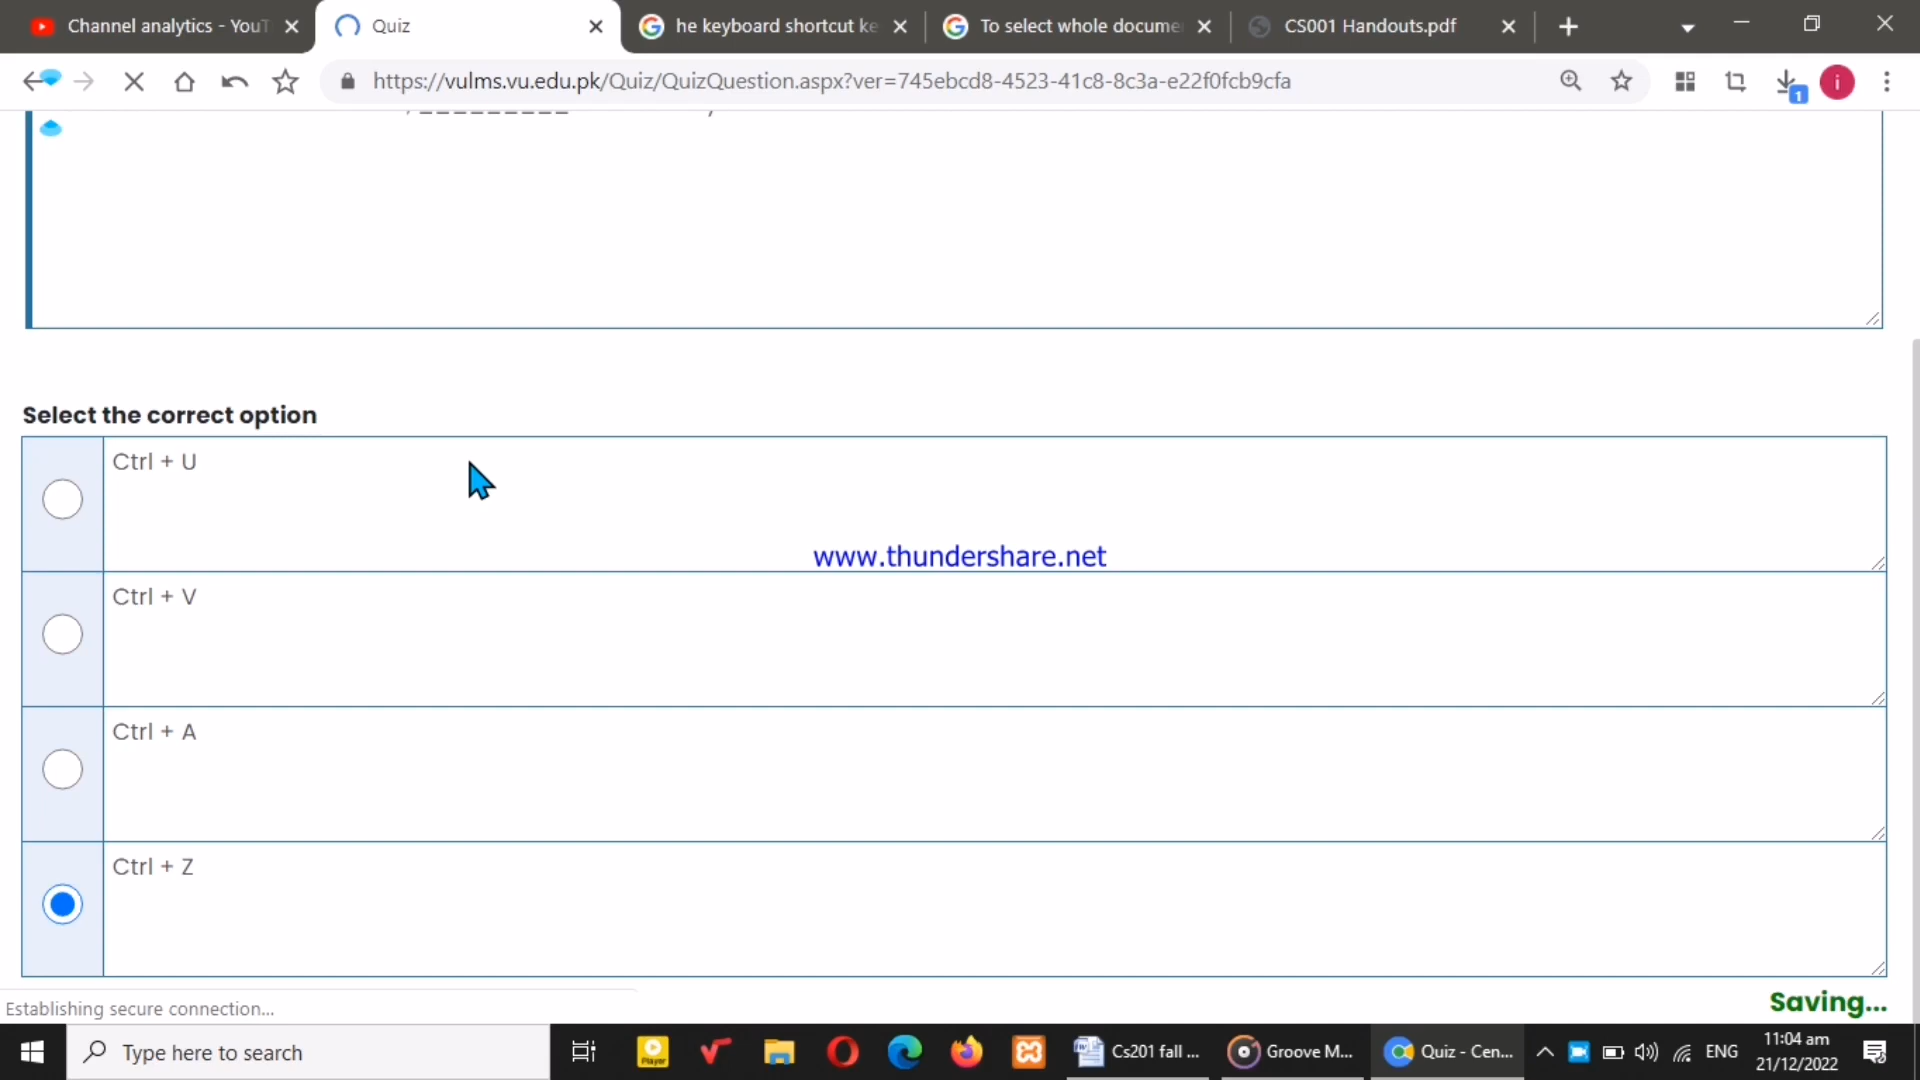 Channel analytics - YouT
Quiz
he keyboard shortcut ke
To select whole docume
CS001 Handouts.pdf
https://vulms.vu.edu.pk/Quiz/QuizQuestion.aspx?ver=745ebcd8-4523-41c8-8c3a-e22f0fcb9cfa
1
i
Select the correct option
Ctrl + U
www.thundershare.net
Ctrl + V
Ctrl + A
Ctrl + Z
Saving...
Establishing secure connection...
Type here to search
Player
Cs201 fall ...
Groove M...
Quiz - Cen...
ENG
11:04 am
21/12/2022